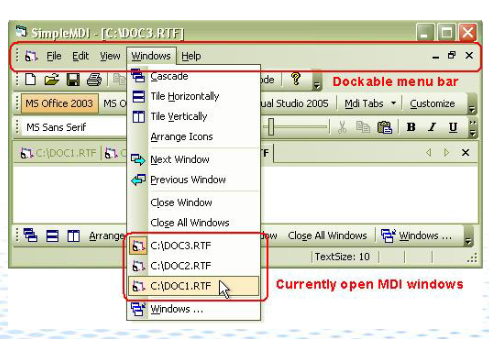 SimpleMDI - [C:\DOC3.RTF]
File Edit View Windows Help
Cascade
Dockable menu bar
Tile Horizontally
MS Office 2003 MS
ual Studio 2005 Mdi Tabs Customize
Tile Vertically
MS Sans Serif
B I U
Arrange Icons
C:\DOC1.RTF
Next Window
Previous Window
Close Window
Close All Windows
Arrange
dow Close All Windows Windows ...
C:\DOC3.RTF
TextSize: 10
C:\DOC2.RTF
C:\DOC1.RTF
Currently open MDI windows
Windows ...